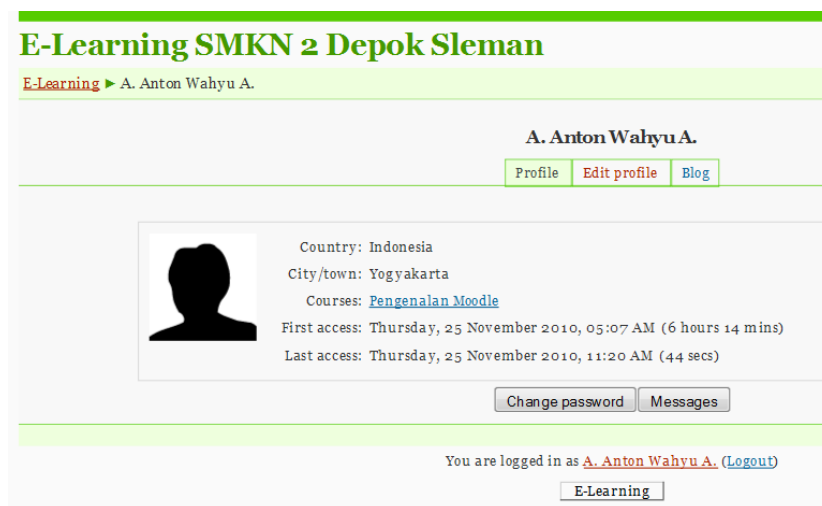 E-Learning SMKN 2 Depok Sleman
E-Learning ► A. Anton Wahyu A.
A. Anton Wahyu A.
Profile Edit profile Blog
Country: Indonesia
City/town: Yogyakarta
Courses: Pengenalan Moodle
First access: Thursday, 25 November 2010, 05:07 AM (6 hours 14 mins)
Last access: Thursday, 25 November 2010, 11:20 AM (44 secs)
Change password Messages
You are logged in as A. Anton Wahyu A. (Logout)
E-Learning